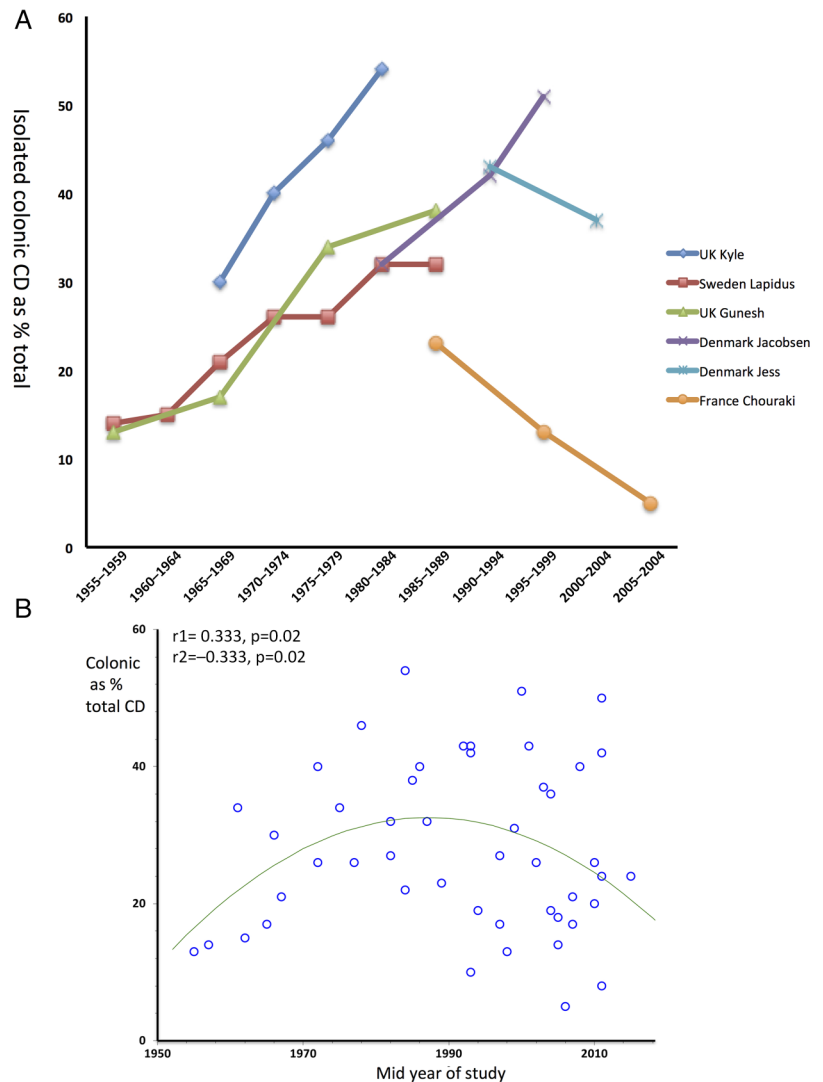 A
Isolated colonic CD as % total
60
50
40
30
20
10
0
1955–1959
1960–1964
1965–1969
1970–1974
1975–1979
1980–1984
1985–1989
1990–1994
1995–1999
2000–2004
2005–2004
UK Kyle
Sweden Lapidus
UK Gunesh
Denmark Jacobsen
Denmark Jess
France Chouraki
B
r1= 0.333, p=0.02
r2=–0.333, p=0.02
Colonic
as %
total CD
60
40
20
0
1950
1970
1990
2010
Mid year of study